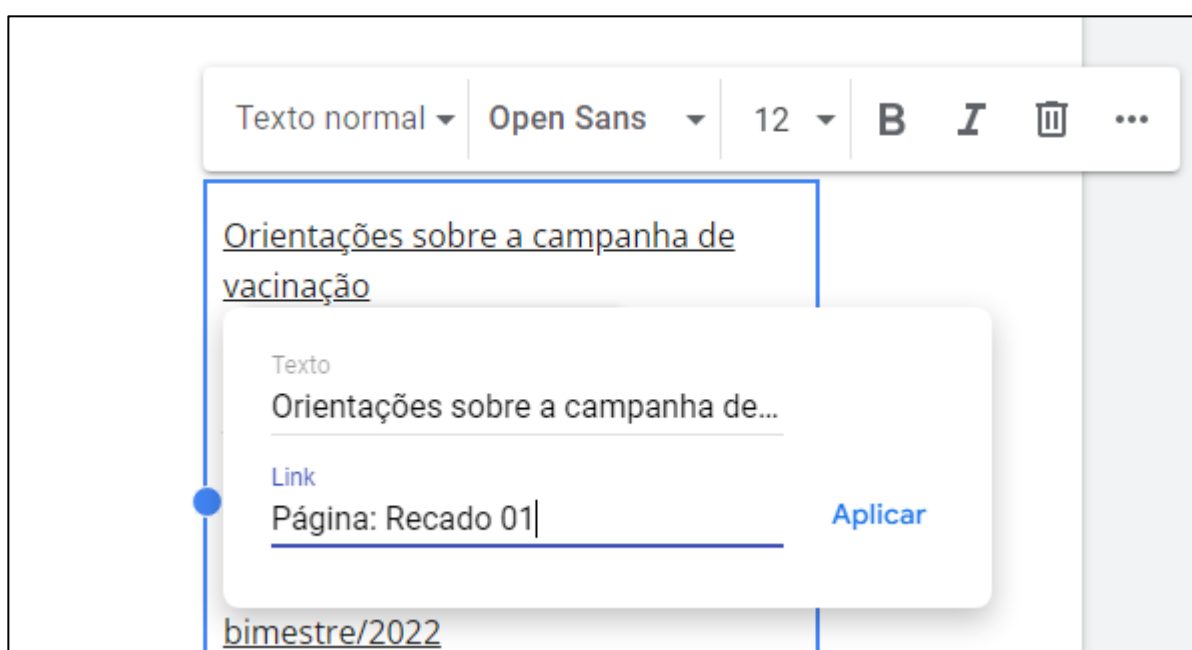 Texto normal Open Sans 12 B I
Orientações sobre a campanha de
vacinação
Texto
Orientações sobre a campanha de...
Link
Página: Recado 01
Aplicar
bimestre/2022